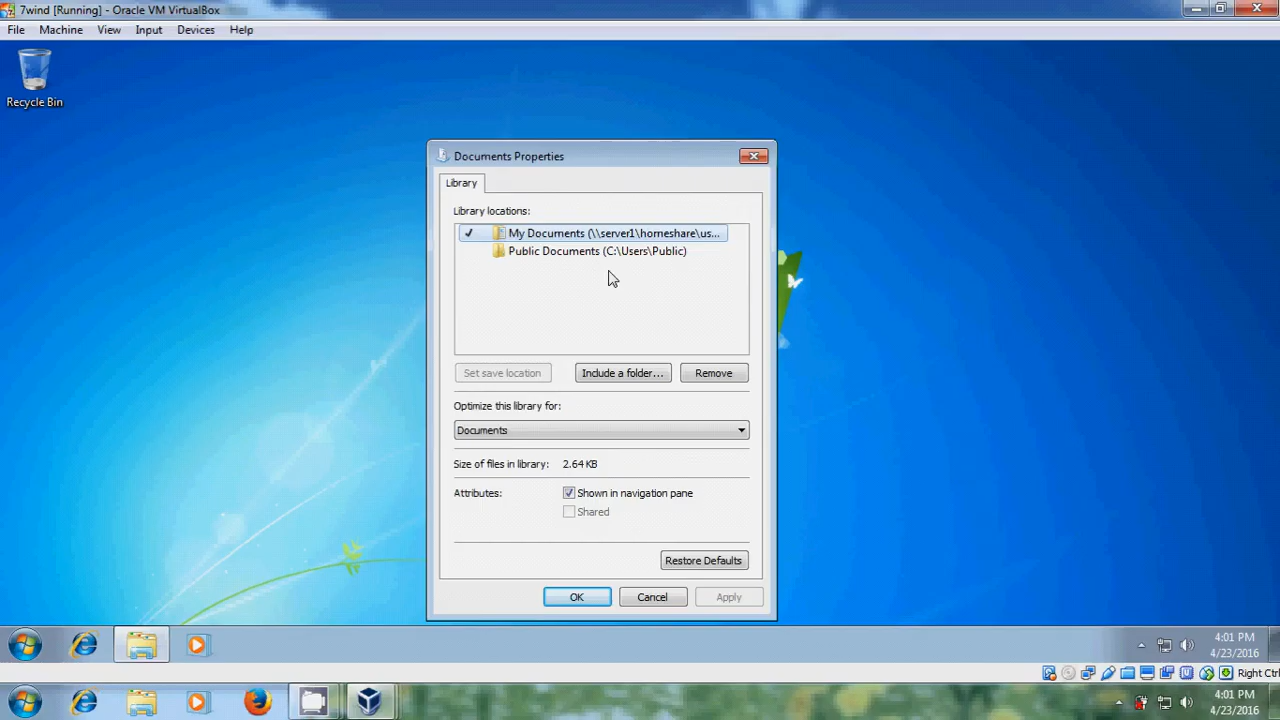 7wind [Running] - Oracle VM VirtualBox
File Machine View Input Devices Help
Recycle Bin
Documents Properties
Library
Library locations:
My Documents (\\server1\homeshare\us...
Public Documents (C:\Users\Public)
Set save location Include a folder... Remove
Optimize this library for:
Documents
Size of files in library: 2.64 KB
Attributes: Shown in navigation pane
Shared
Restore Defaults
OK Cancel Apply
4:01 PM
4/23/2016
Right Ctrl
4:01 PM
4/23/2016